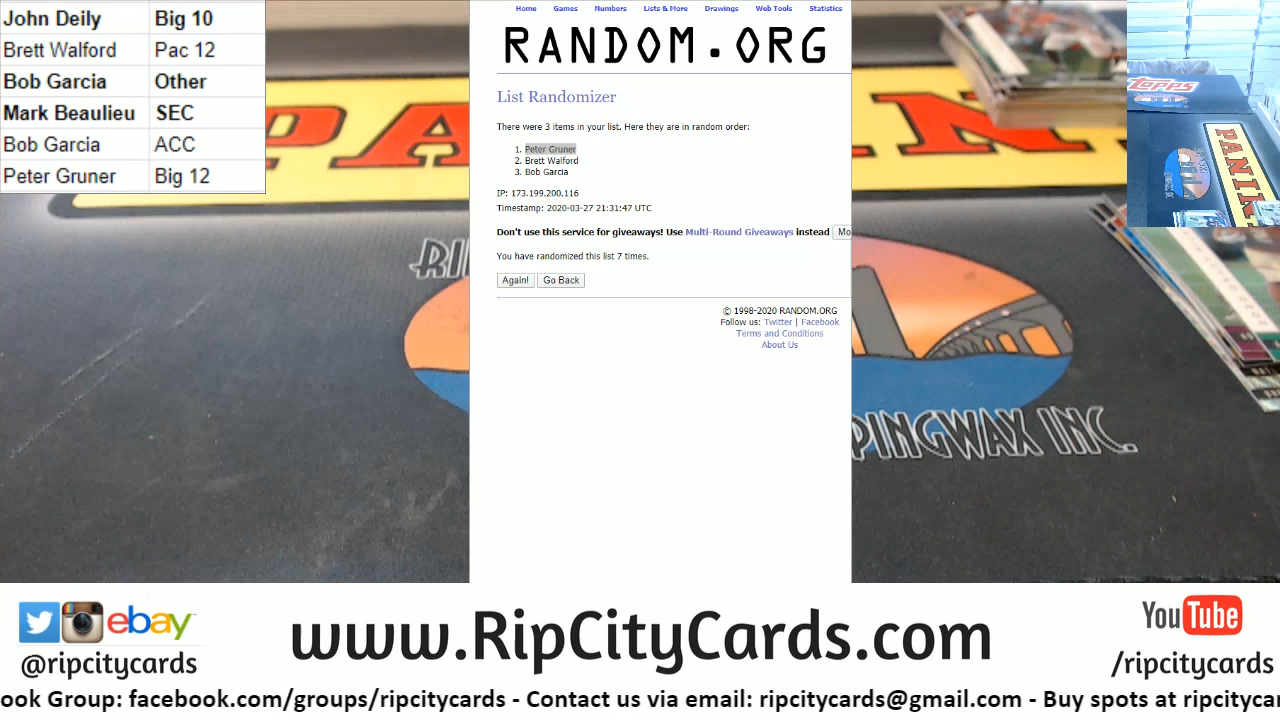 John Deily Big 10
Brett Walford Pac 12
Bob Garcia Other
Mark Beaulieu SEC
Bob Garcia ACC
Peter Gruner Big 12
Home Games Numbers Lists & More Drawings Web Tools Statistics
RANDOM.ORG
List Randomizer
There were 3 items in your list. Here they are in random order:
1. Peter Gruner
2. Brett Walford
3. Bob Garcia
IP: 173.199.200.116
Timestamp: 2020-03-27 21:31:47 UTC
Don't use this service for giveaways! Use Multi-Round Giveaways instead Mo
You have randomized this list 7 times.
Again! Go Back
© 1998-2020 RANDOM.ORG
Follow us: Twitter | Facebook
Terms and Conditions
About Us
PA
N
RI
PINGWAX INC.
Topps
PANINI
ebay
@ripcitycards
www.RipCityCards.com
YouTube
/ripcitycards
ook Group: facebook.com/groups/ripcitycards - Contact us via email: ripcitycards@gmail.com - Buy spots at ripcitycar